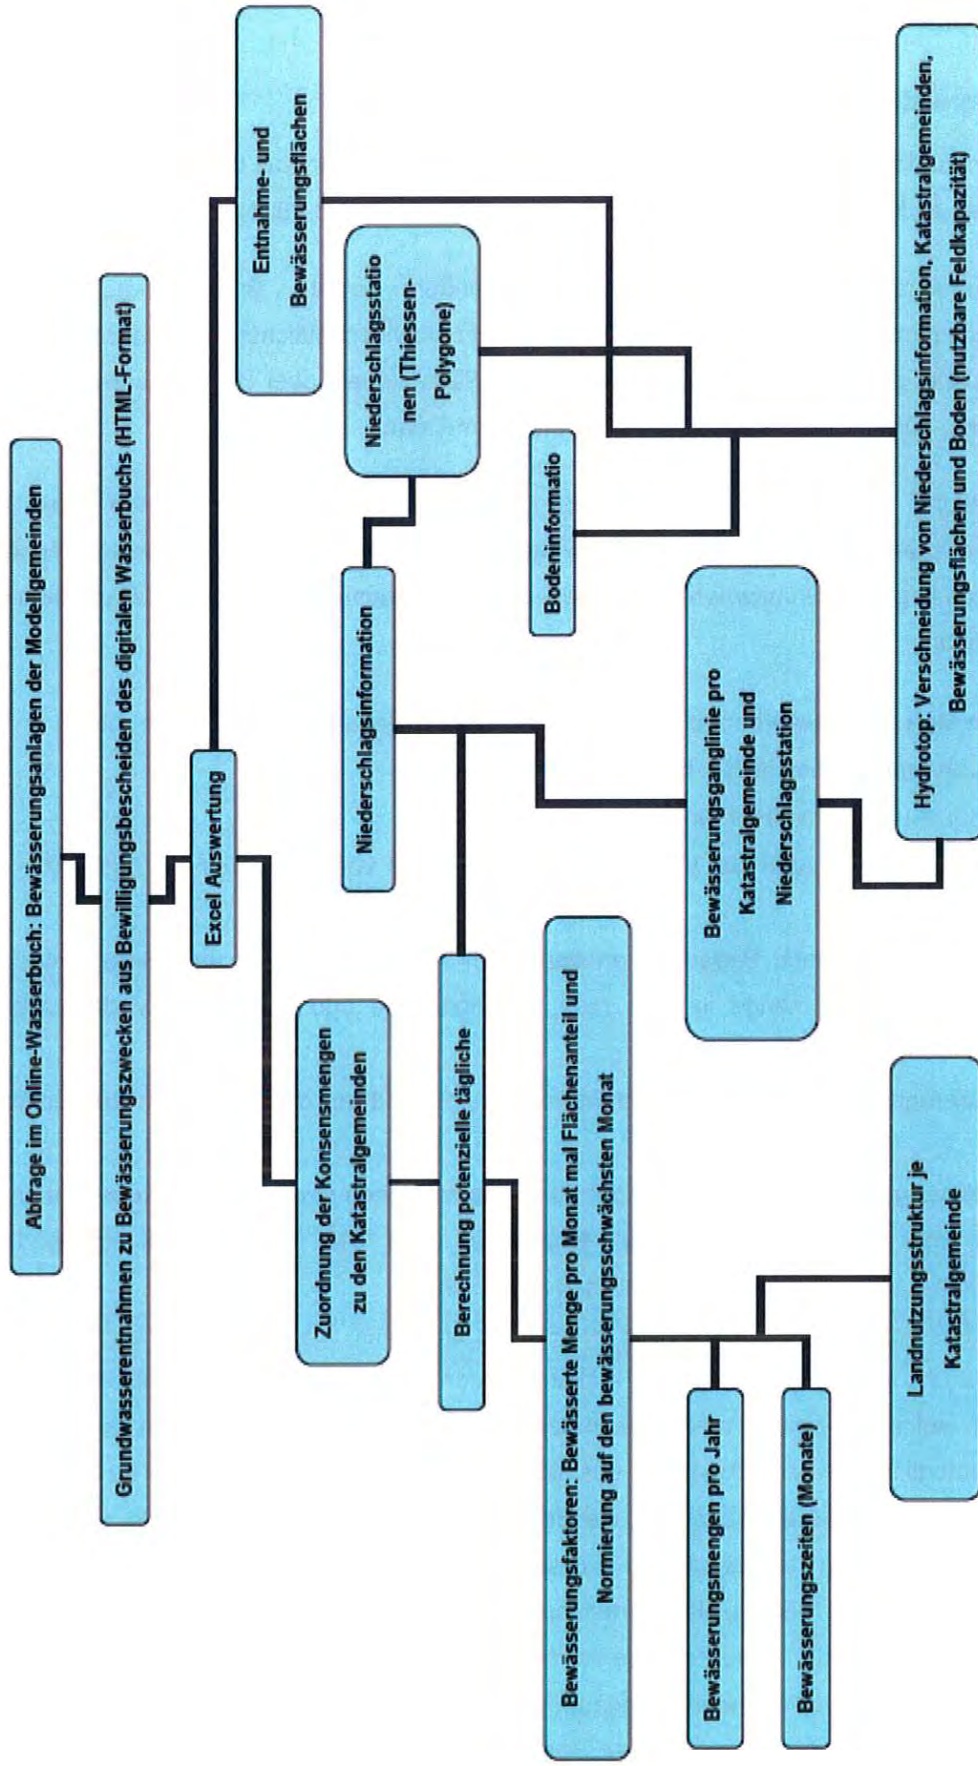 Abfrage im Online-Wasserbuch: Bewässerungsanlagen der Modellgemeinden
Grundwasserentnahmen zu Bewässerungszwecken aus Bewilligungsbescheiden des digitalen Wasserbuchs (HTML-Format)
Excel Auswertung
Entnahme- und
Bewässerungsflächen
Zuordnung der Konsensmengen
zu den Katastralgemeinden
Niederschlagsinformation
Niederschlagsstatio
nen (Thiessen-
Polygone)
Berechnung potenzielle tägliche
Bodeninformatio
Bewässerungsfaktoren: Bewässerte Menge pro Monat mal Flächenanteil und
Normierung auf den bewässerungsschwächsten Monat
Bewässerungsmengen pro Jahr
Bewässerungszeiten (Monate)
Bewässerungsganglinie pro
Katastralgemeinde und
Niederschlagsstation
Landnutzungsstruktur je
Katastralgemeinde
Hydrotop: Verschneidung von Niederschlagsinformation, Katastralgemeinden,
Bewässerungsflächen und Boden (nutzbare Feldkapazität)